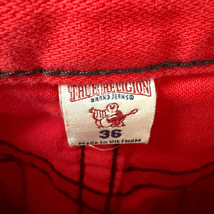 TRUE RELIGION
BRAND JEANS
36
MADE IN VIETNAM